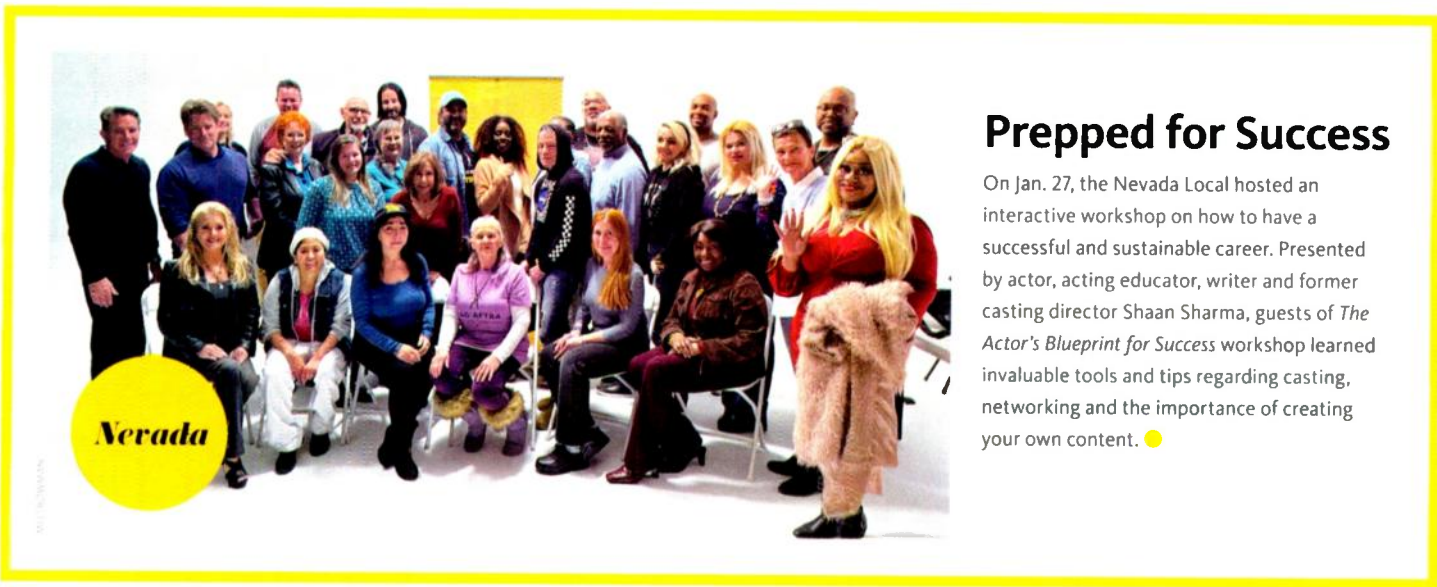 Prepped for Success
On Jan. 27, the Nevada Local hosted an
interactive workshop on how to have a
successful and sustainable career. Presented
by actor, acting educator, writer and former
casting director Shaan Sharma, guests of The
Actor's Blueprint for Success workshop learned
invaluable tools and tips regarding casting,
networking and the importance of creating
your own content.
Nevada